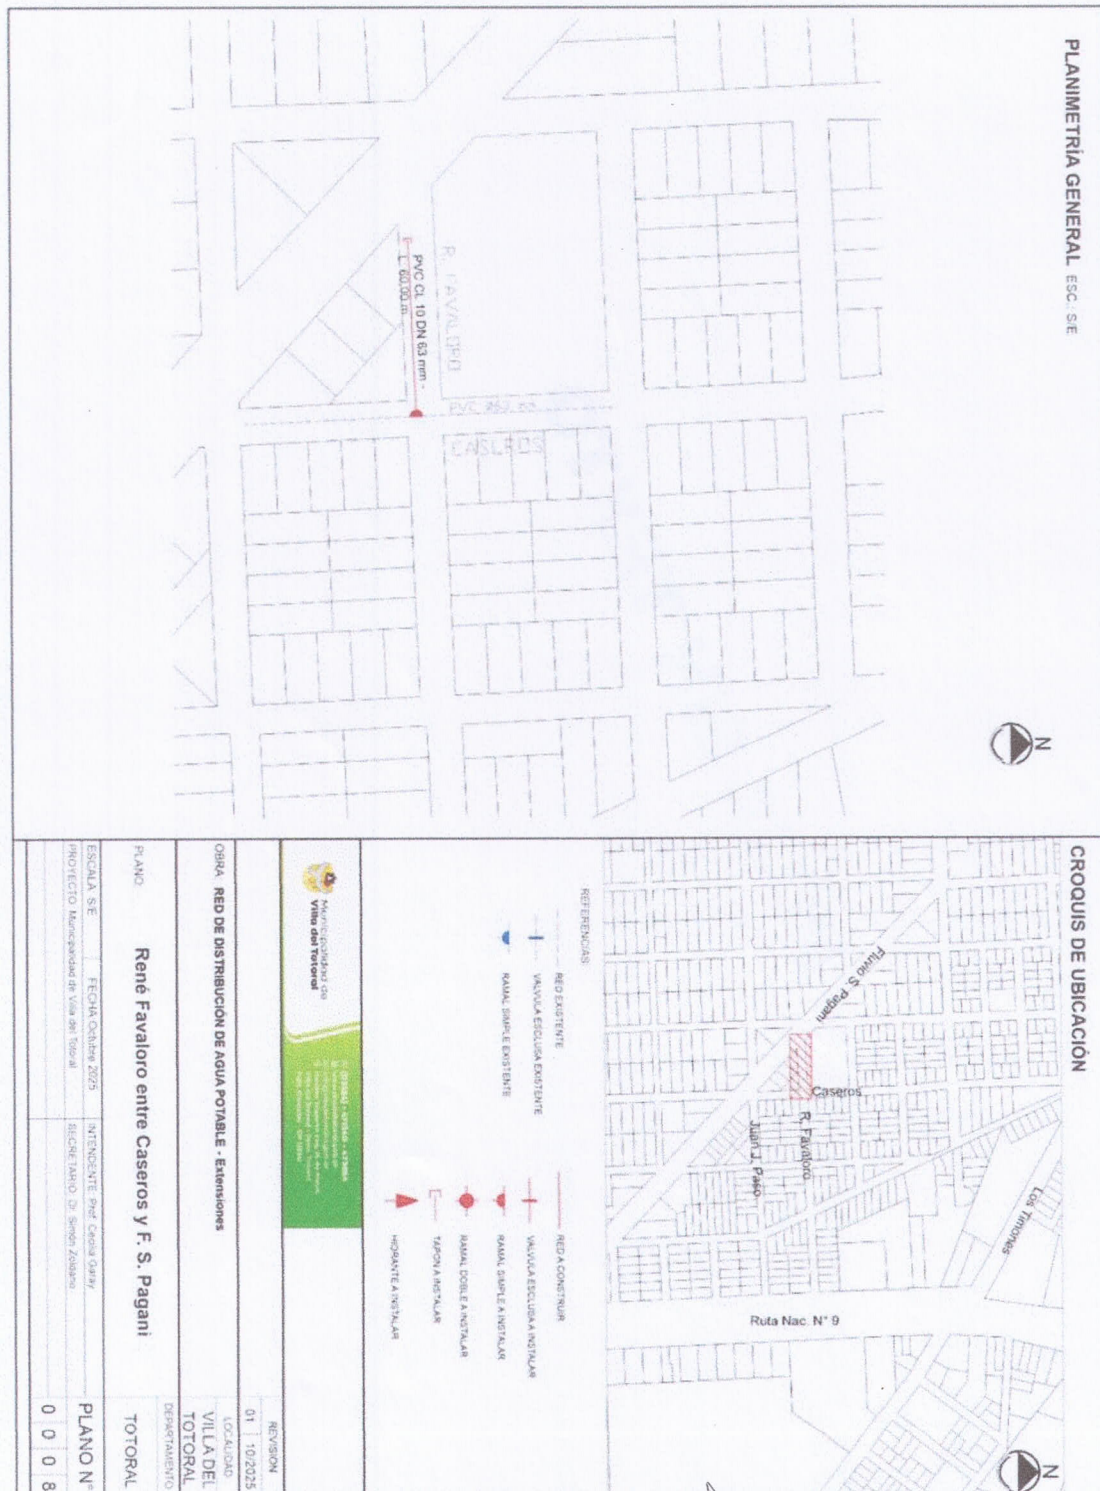 PLANIMETRÍA GENERAL ESC.: S/E
N
R. FAVALORO
PVC CL 10 DN 63 mm -
L: 60,00 m
CASEROS
CROQUIS DE UBICACIÓN
Fluvio S. Pagani
Caseros
R. Favaloro
Juan J. Paso
Los Timones
Ruta Nac. N° 9
N
REFERENCIAS:
RED EXISTENTE
VALVULA ESCLUSA EXISTENTE
RAMAL SIMPLE EXISTENTE
RED A CONSTRUIR
VALVULA ESCLUSA A INSTALAR
RAMAL SIMPLE A INSTALAR
RAMAL DOBLE A INSTALAR
TAPON A INSTALAR
HIDRANTE A INSTALAR
Municipalidad de
Villa del Totoral
REVISION
01 10/2025
OBRA: RED DE DISTRIBUCIÓN DE AGUA POTABLE - Extensiones
LOCALIDAD
VILLA DEL
TOTORAL
PLANO:
René Favaloro entre Caseros y F. S. Pagani
DEPARTAMENTO
TOTORAL
ESCALA S/E
FECHA Octubre 2025
INTENDENTE Prof. Cecilia Garay
PROYECTO: Municipalidad de Villa del Totoral
SECRETARIO: Dr. Simón Zoldano
PLANO N°
0 0 0 8